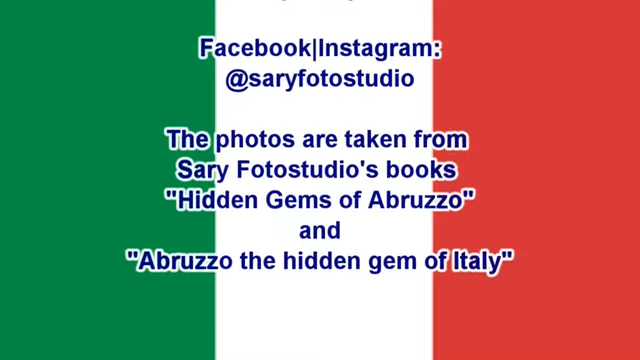 Facebook|Instagram:
@saryfotostudio
The photos are taken from
Sary Fotostudio's books
"Hidden Gems of Abruzzo"
and
"Abruzzo the hidden gem of Italy"